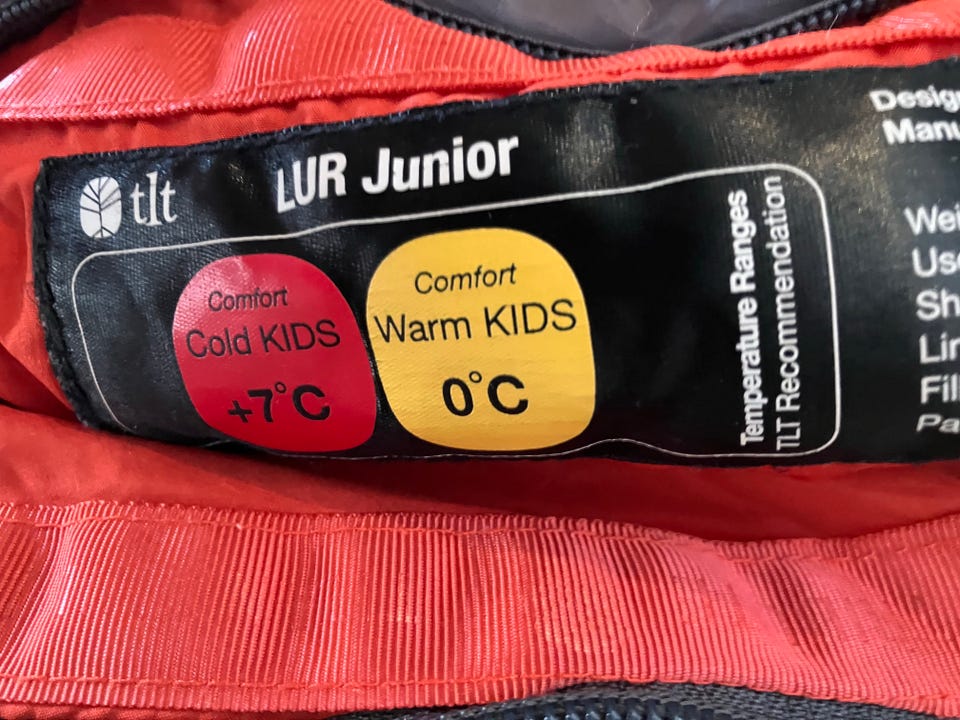 tlt
LUR Junior
Comfort
Cold KIDS
+7°C
Comfort
Warm KIDS
0°C
Temperature Ranges
TLT Recommendation